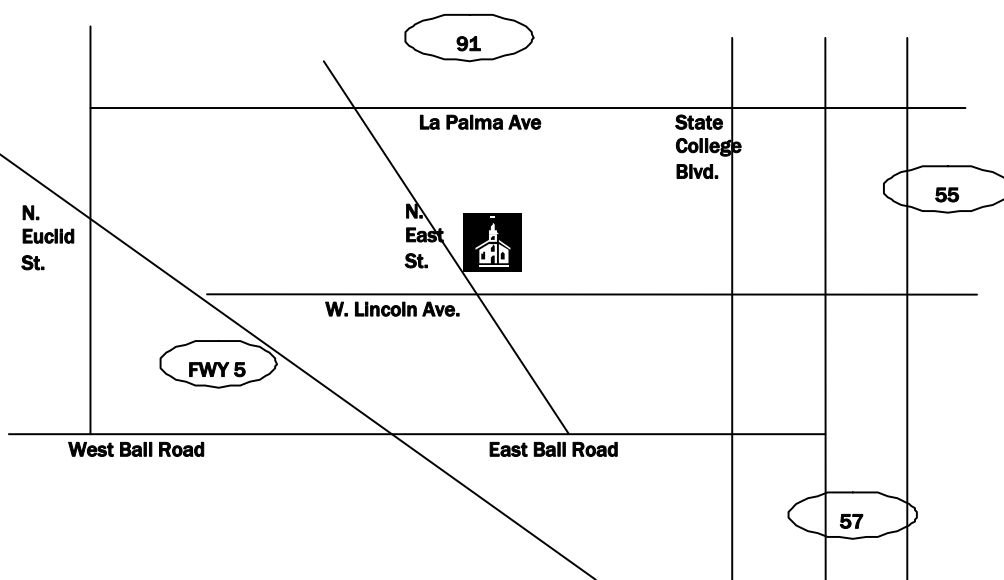 91
La Palma Ave
State
College
Blvd.
55
N.
Euclid
St.
N.
East
St.
W. Lincoln Ave.
FWY 5
West Ball Road
East Ball Road
57